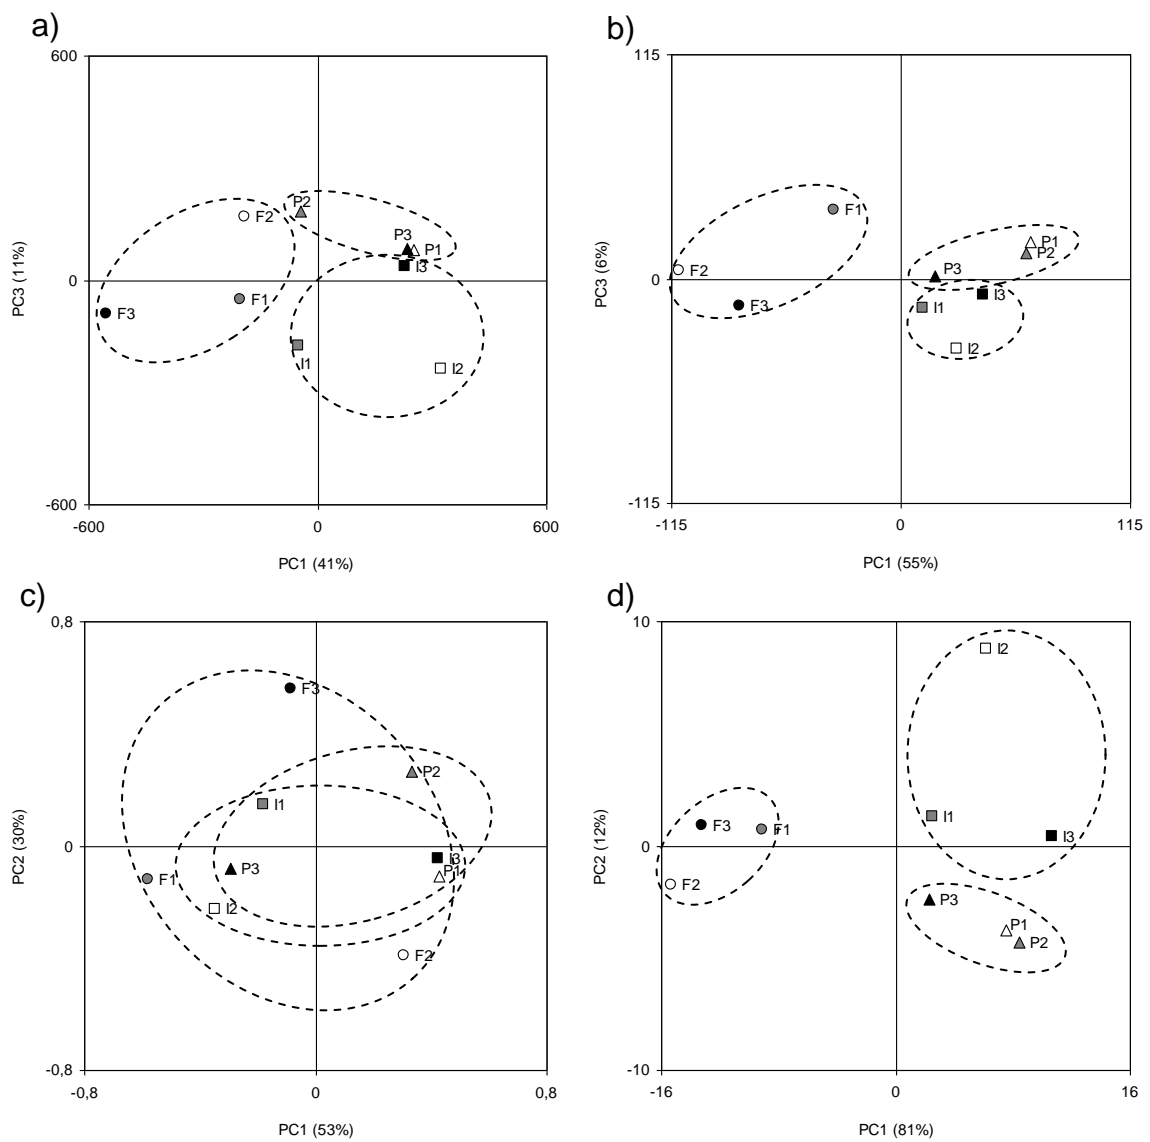 a)
600
P2
F2
P3
P1
I3
0
F1
F3
I1
I2
-600
-600
0
600
PC3 (11%)
PC1 (41%)
b)
115
F1
P1
P2
F2
P3
0
I3
F3
I1
I2
-115
-115
0
115
PC3 (6%)
PC1 (55%)
c)
0,8
F3
P2
I1
0
I3
P3
P1
F1
I2
F2
-0,8
-0,8
0
0,8
PC2 (30%)
PC1 (53%)
d)
10
I2
I1
F3
F1
I3
0
F2
P3
P1
P2
-10
-16
0
16
PC2 (12%)
PC1 (81%)